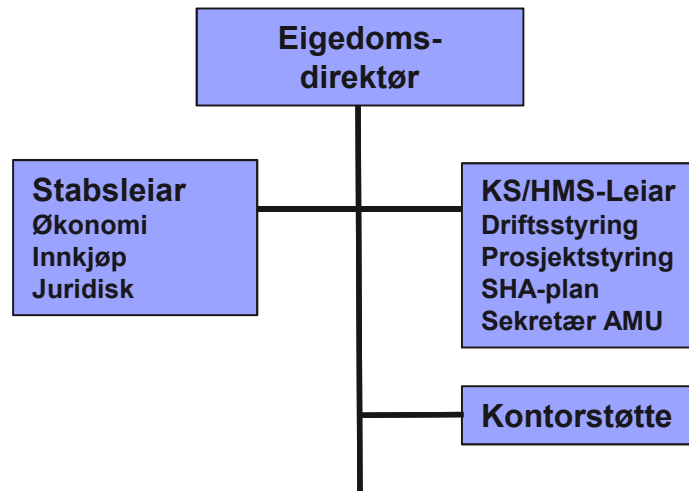 Eigedoms-
direktør
Stabsleiar
Økonomi
Innkjøp
Juridisk
KS/HMS-Leiar
Driftsstyring
Prosjektstyring
SHA-plan
Sekretær AMU
Kontorstøtte